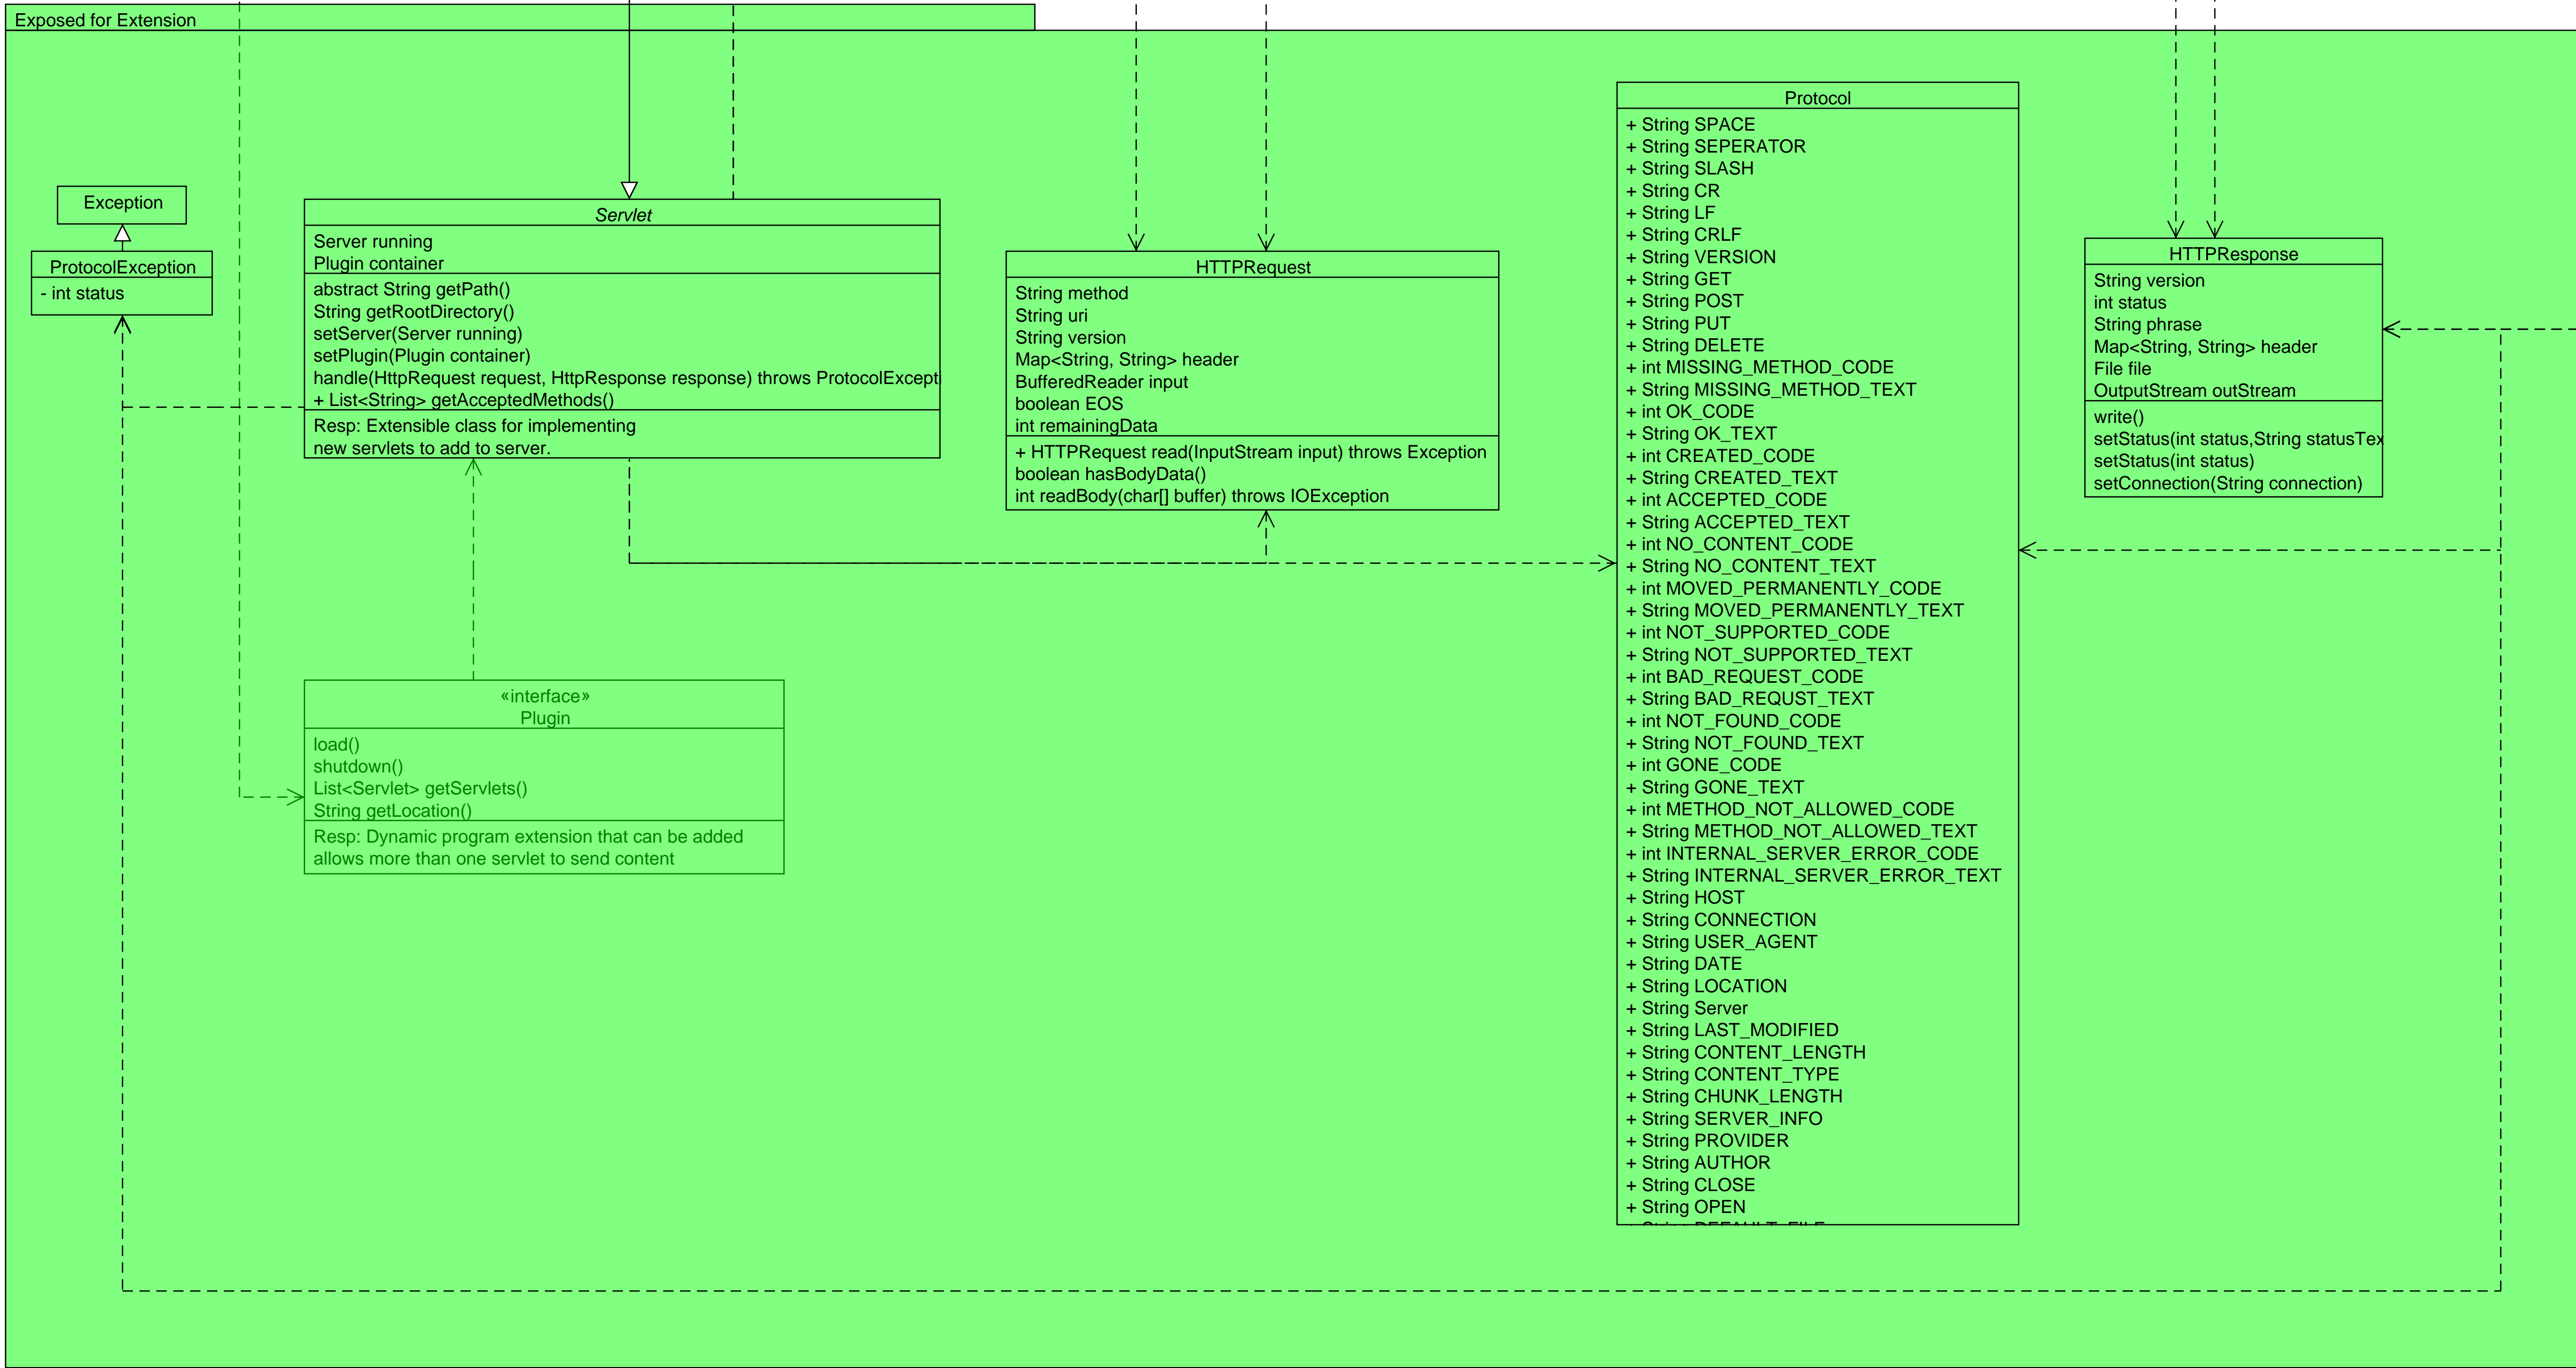 Exposed for Extension
Exception
ProtocolException
- int status
Servlet
Server running
Plugin container
abstract String getPath()
String getRootDirectory()
setServer(Server running)
setPlugin(Plugin container)
handle(HttpRequest request, HttpResponse response) throws ProtocolExcepti
+ List<String> getAcceptedMethods()
Resp: Extensible class for implementing
new servlets to add to server.
«interface»
Plugin
load()
shutdown()
List<Servlet> getServlets()
String getLocation()
Resp: Dynamic program extension that can be added
allows more than one servlet to send content
HTTPRequest
String method
String uri
String version
Map<String, String> header
BufferedReader input
boolean EOS
int remainingData
+ HTTPRequest read(InputStream input) throws Exception
boolean hasBodyData()
int readBody(char[] buffer) throws IOException
Protocol
+ String SPACE
+ String SEPERATOR
+ String SLASH
+ String CR
+ String LF
+ String CRLF
+ String VERSION
+ String GET
+ String POST
+ String PUT
+ String DELETE
+ int MISSING_METHOD_CODE
+ String MISSING_METHOD_TEXT
+ int OK_CODE
+ String OK_TEXT
+ int CREATED_CODE
+ String CREATED_TEXT
+ int ACCEPTED_CODE
+ String ACCEPTED_TEXT
+ int NO_CONTENT_CODE
+ String NO_CONTENT_TEXT
+ int MOVED_PERMANENTLY_CODE
+ String MOVED_PERMANENTLY_TEXT
+ int NOT_SUPPORTED_CODE
+ String NOT_SUPPORTED_TEXT
+ int BAD_REQUEST_CODE
+ String BAD_REQUST_TEXT
+ int NOT_FOUND_CODE
+ String NOT_FOUND_TEXT
+ int GONE_CODE
+ String GONE_TEXT
+ int METHOD_NOT_ALLOWED_CODE
+ String METHOD_NOT_ALLOWED_TEXT
+ int INTERNAL_SERVER_ERROR_CODE
+ String INTERNAL_SERVER_ERROR_TEXT
+ String HOST
+ String CONNECTION
+ String USER_AGENT
+ String DATE
+ String LOCATION
+ String Server
+ String LAST_MODIFIED
+ String CONTENT_LENGTH
+ String CONTENT_TYPE
+ String CHUNK_LENGTH
+ String SERVER_INFO
+ String PROVIDER
+ String AUTHOR
+ String CLOSE
+ String OPEN
HTTPResponse
String version
int status
String phrase
Map<String, String> header
File file
OutputStream outStream
write()
setStatus(int status,String statusTex
setStatus(int status)
setConnection(String connection)